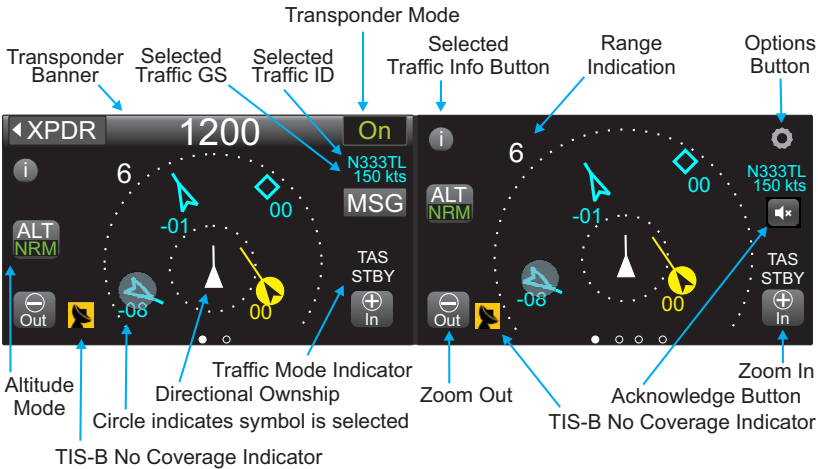 Transponder Mode
Transponder
Banner
Selected
Traffic GS
Selected
Traffic ID
Selected
Traffic Info Button
Range
Indication
Options
Button
XPDR
1200
On
i
6
N333TL
150 kts
-01
00
MSG
ALT
NRM
TAS
STBY
-08
00
Out
In
i
6
N333TL
150 kts
ALT
NRM
-01
00
TAS
STBY
-08
00
Out
In
Altitude
Mode
Traffic Mode Indicator
Directional Ownship
Circle indicates symbol is selected
TIS-B No Coverage Indicator
Zoom Out
Zoom In
Acknowledge Button
TIS-B No Coverage Indicator